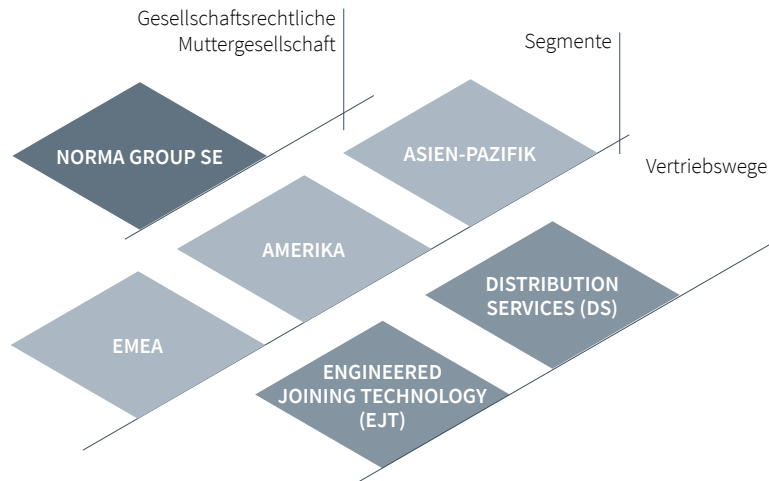 Gesellschaftsrechtliche
Muttergesellschaft
Segmente
Vertriebswege
NORMA GROUP SE
ASIEN-PAZIFIK
AMERIKA
EMEA
DISTRIBUTION
SERVICES (DS)
ENGINEERED
JOINING TECHNOLOGY
(EJT)